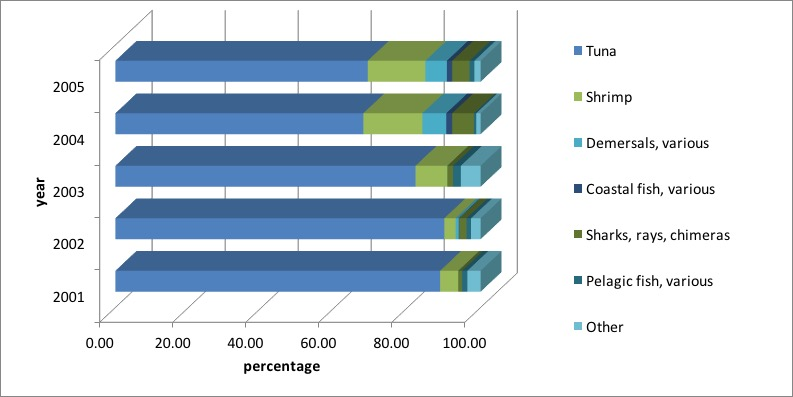 2005
2004
2003
2002
2001
year
0.00 20.00 40.00 60.00 80.00 100.00
percentage
Tuna
Shrimp
Demersals, various
Coastal fish, various
Sharks, rays, chimeras
Pelagic fish, various
Other